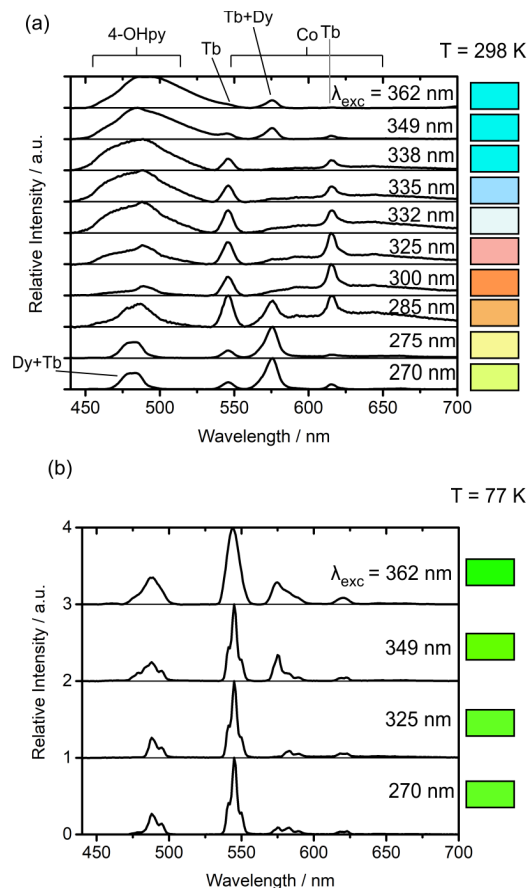 (a)
Tb+Dy
4-OHpy
Tb
Co
Tb
T = 298 K
λexc = 362 nm
349 nm
338 nm
335 nm
332 nm
325 nm
300 nm
285 nm
275 nm
270 nm
Dy+Tb
Relative Intensity / a.u.
450 500 550 600 650 700
Wavelength / nm
(b)
T = 77 K
4
3
2
1
0
λexc = 362 nm
349 nm
325 nm
270 nm
Relative Intensity / a.u.
450 500 550 600 650 700
Wavelength / nm